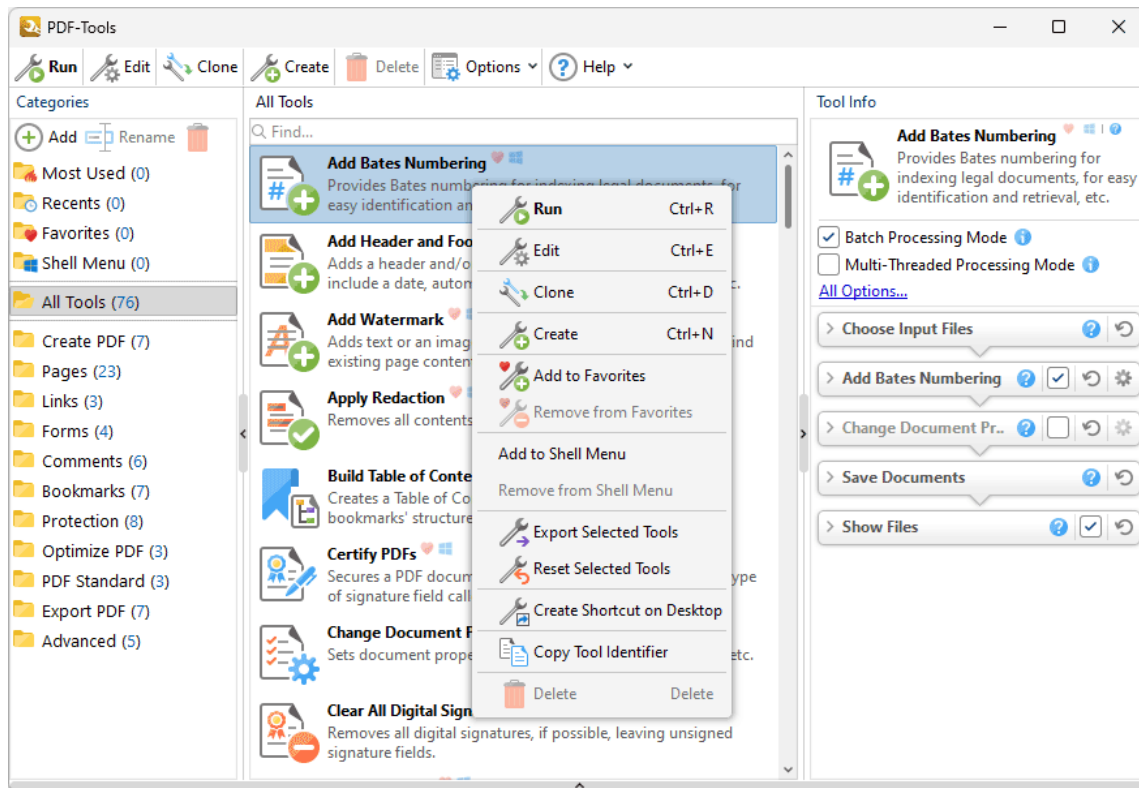 PDF-Tools
Run Edit Clone Create Delete Options Help
Categories
Add Rename
Most Used (0)
Recents (0)
Favorites (0)
Shell Menu (0)
All Tools (76)
Create PDF (7)
Pages (23)
Links (3)
Forms (4)
Comments (6)
Bookmarks (7)
Protection (8)
Optimize PDF (3)
PDF Standard (3)
Export PDF (7)
Advanced (5)
All Tools
Find...
Add Bates Numbering
Provides Bates numbering for indexing legal documents, for
easy identification an
Add Header and Foo
Adds a header and/o
include a date, autom c.
Add Watermark
Adds text or an imag ind
existing page conten
Apply Redaction
Removes all contents
Build Table of Conte
Creates a Table of Co
bookmarks' structure
Certify PDFs
Secures a PDF docum ype
of signature field call
Change Document P
Sets document prope etc.
Clear All Digital Sign
Removes all digital signatures, if possible, leaving unsigned
signature fields.
Run Ctrl+R
Edit Ctrl+E
Clone Ctrl+D
Create Ctrl+N
Add to Favorites
Remove from Favorites
Add to Shell Menu
Remove from Shell Menu
Export Selected Tools
Reset Selected Tools
Create Shortcut on Desktop
Copy Tool Identifier
Delete Delete
Tool Info
Add Bates Numbering
Provides Bates numbering for
indexing legal documents, for easy
identification and retrieval, etc.
Batch Processing Mode
Multi-Threaded Processing Mode
All Options...
Choose Input Files
Add Bates Numbering
Change Document Pr..
Save Documents
Show Files